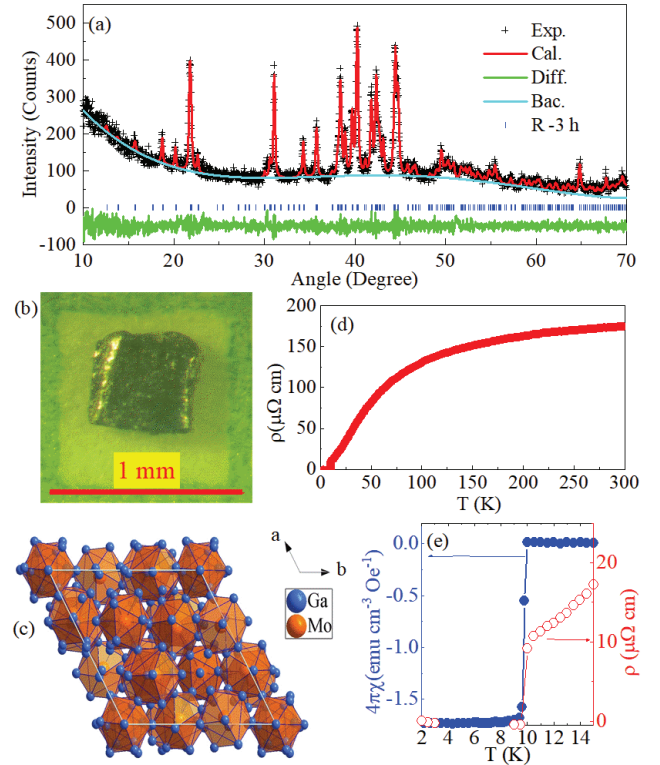 (a)
Exp.
Cal.
Diff.
Bac.
R -3 h
Intensity (Counts)
500
400
300
200
100
0
-100
10 20 30 40 50 60 70
Angle (Degree)
(b)
1 mm
(d)
200
150
100
50
0
ρ(μΩ cm)
0 50 100 150 200 250 300
T (K)
(c)
a
b
Ga
Mo
(e)
4πχ(emu cm⁻³ Oe⁻¹)
0.0
-0.5
-1.0
-1.5
20
10
0
ρ (μΩ cm)
2 4 6 8 10 12 14
T (K)